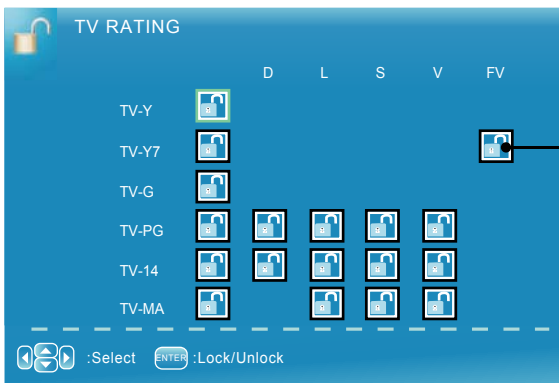 TV RATING
D L S V FV
TV-Y
TV-Y7
TV-G
TV-PG
TV-14
TV-MA
:Select ENTER :Lock/Unlock